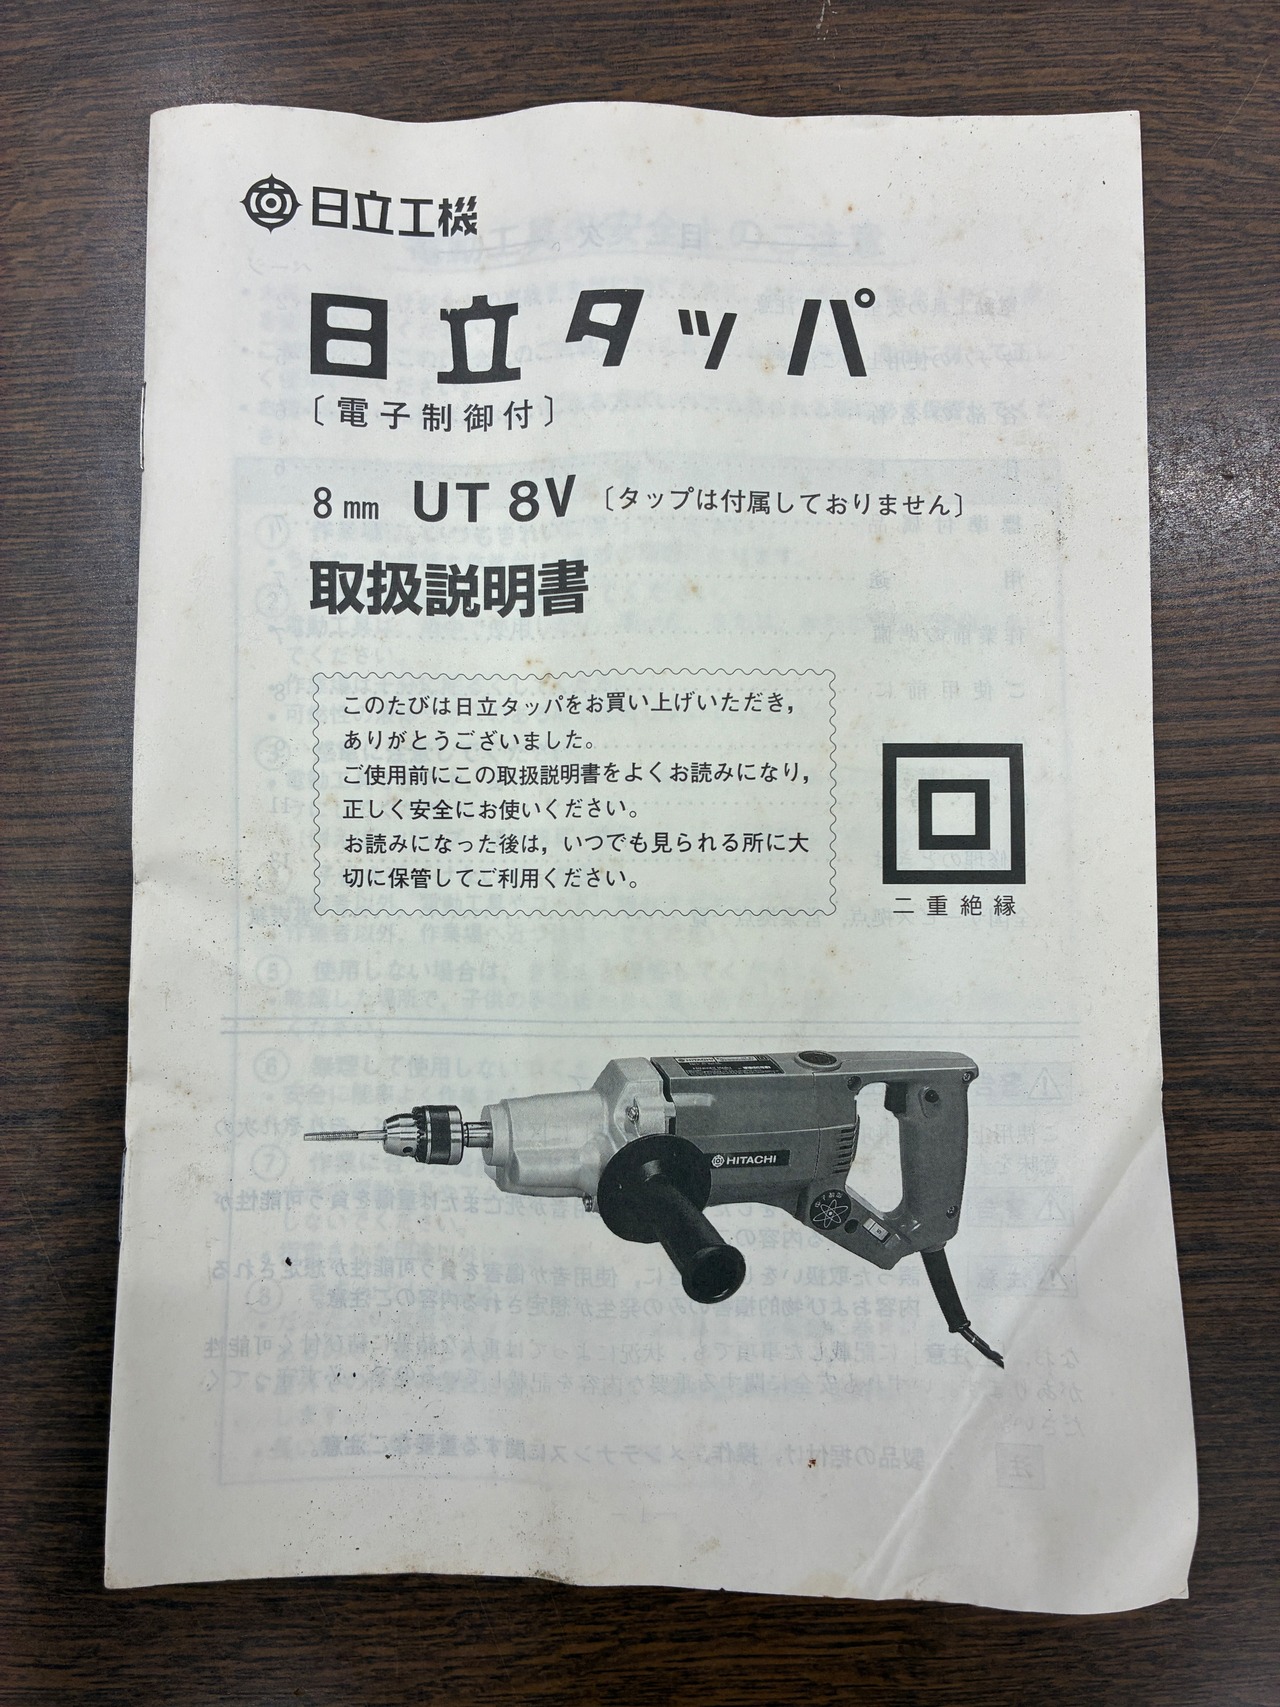 日立工機
日立タッパ
〔電子制御付〕
8mm UT 8V 〔タップは付属しておりません〕
取扱説明書
このたびは日立タッパをお買い上げいただき，
ありがとうございました。
ご使用前にこの取扱説明書をよくお読みになり，
正しく安全にお使いください。
お読みになった後は，いつでも見られる所に大
切に保管してご利用ください。
二重絶縁
HITACHI